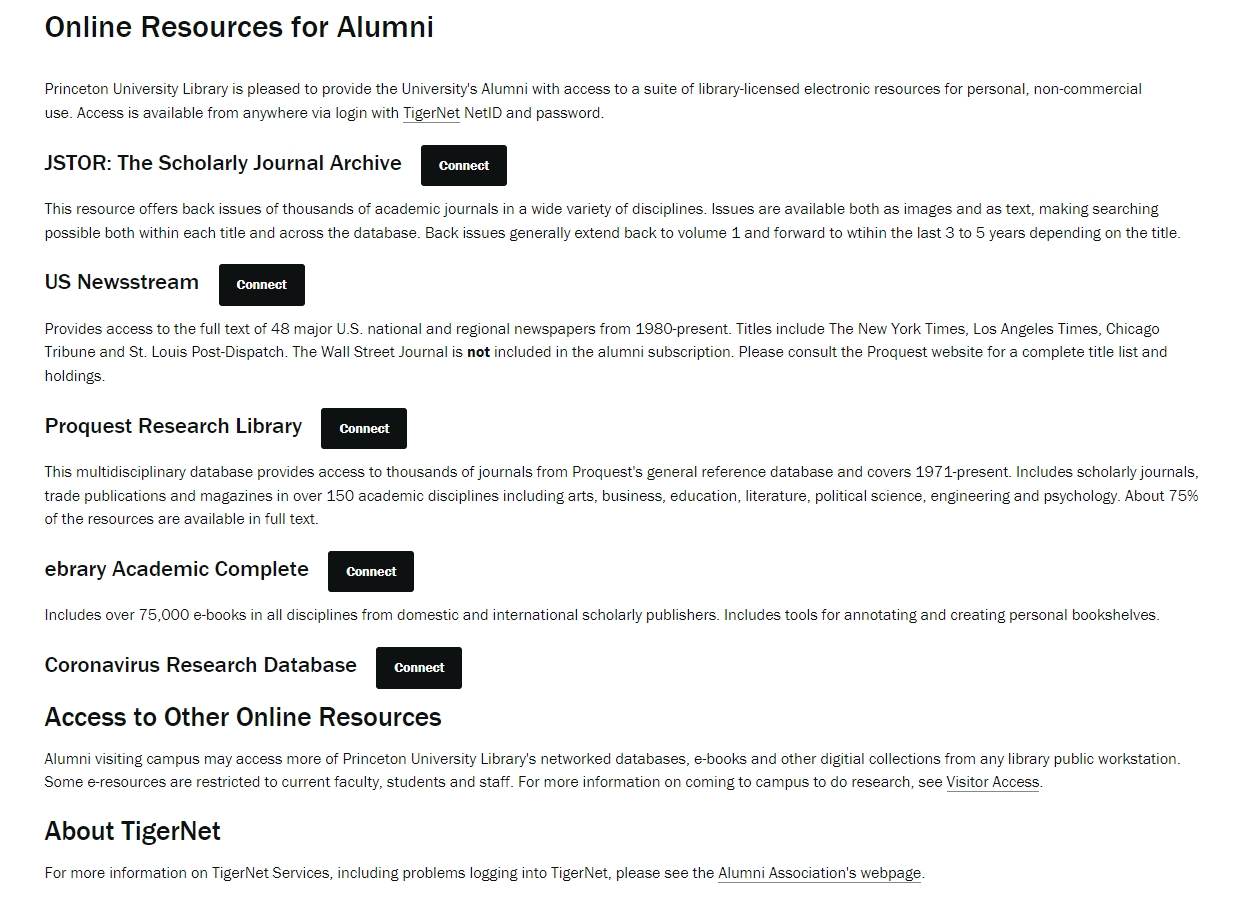 Online Resources for Alumni
Princeton University Library is pleased to provide the University's Alumni with access to a suite of library-licensed electronic resources for personal, non-commercial
use. Access is available from anywhere via login with TigerNet NetID and password.
JSTOR: The Scholarly Journal Archive Connect
This resource offers back issues of thousands of academic journals in a wide variety of disciplines. Issues are available both as images and as text, making searching
possible both within each title and across the database. Back issues generally extend back to volume 1 and forward to wtihin the last 3 to 5 years depending on the title.
US Newsstream Connect
Provides access to the full text of 48 major U.S. national and regional newspapers from 1980-present. Titles include The New York Times, Los Angeles Times, Chicago
Tribune and St. Louis Post-Dispatch. The Wall Street Journal is not included in the alumni subscription. Please consult the Proquest website for a complete title list and
holdings.
Proquest Research Library Connect
This multidisciplinary database provides access to thousands of journals from Proquest's general reference database and covers 1971-present. Includes scholarly journals,
trade publications and magazines in over 150 academic disciplines including arts, business, education, literature, political science, engineering and psychology. About 75%
of the resources are available in full text.
ebrary Academic Complete Connect
Includes over 75,000 e-books in all disciplines from domestic and international scholarly publishers. Includes tools for annotating and creating personal bookshelves.
Coronavirus Research Database Connect
Access to Other Online Resources
Alumni visiting campus may access more of Princeton University Library's networked databases, e-books and other digitial collections from any library public workstation.
Some e-resources are restricted to current faculty, students and staff. For more information on coming to campus to do research, see Visitor Access.
About TigerNet
For more information on TigerNet Services, including problems logging into TigerNet, please see the Alumni Association's webpage.